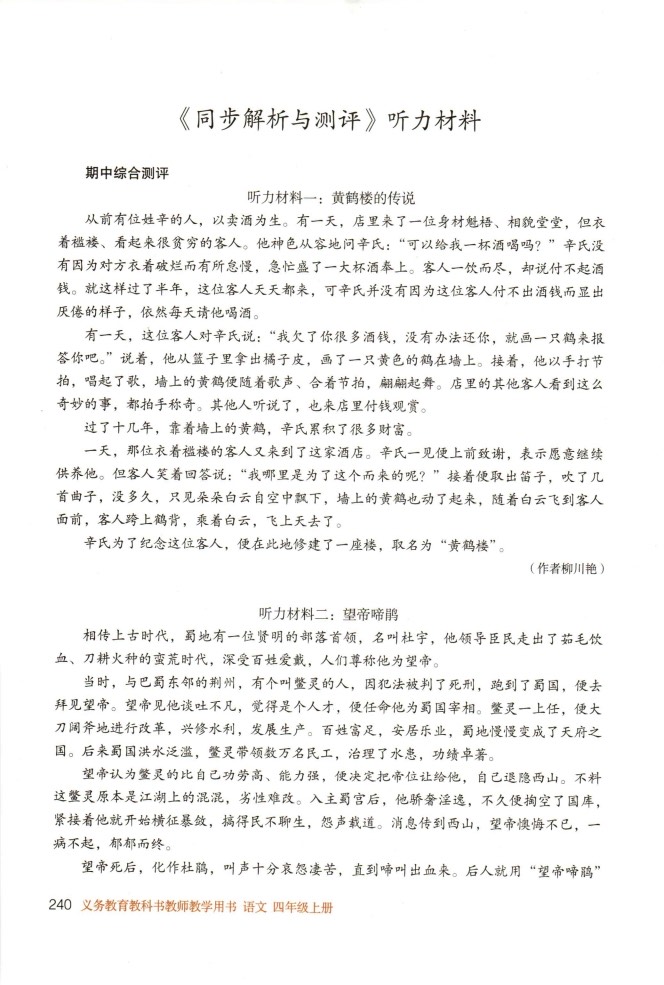 《同步解析与测评》听力材料
期中综合测评
听力材料一：黄鹤楼的传说
从前有位姓辛的人，以卖酒为生。有一天，店里来了一位身材魁梧、相貌堂堂，但衣
着褴褛、看起来很贫穷的客人。他神色从容地问辛氏：“可以给我一杯酒喝吗？”辛氏没
有因为对方衣着破烂而有所怠慢，急忙盛了一大杯酒奉上。客人一饮而尽，却说付不起酒
钱。就这样过了半年，这位客人天天都来，可辛氏并没有因为这位客人付不出酒钱而显出
厌倦的样子，依然每天请他喝酒。
有一天，这位客人对辛氏说：“我欠了你很多酒钱，没有办法还你，就画一只鹤来报
答你吧。”说着，他从篮子里拿出橘子皮，画了一只黄色的鹤在墙上。接着，他以手打节
拍，唱起了歌，墙上的黄鹤便随着歌声、合着节拍，翩翩起舞。店里的其他客人看到这么
奇妙的事，都拍手称奇。其他人听说了，也来店里付钱观赏。
过了十几年，靠着墙上的黄鹤，辛氏累积了很多财富。
一天，那位衣着褴褛的客人又来到了这家酒店。辛氏一见便上前致谢，表示愿意继续
供养他。但客人笑着回答说：“我哪里是为了这个而来的呢？”接着便取出笛子，吹了几
首曲子，没多久，只见朵朵白云自空中飘下，墙上的黄鹤也动了起来，随着白云飞到客人
面前，客人跨上鹤背，乘着白云，飞上天去了。
辛氏为了纪念这位客人，便在此地修建了一座楼，取名为“黄鹤楼”。
（作者柳川艳）
听力材料二：望帝啼鹃
相传上古时代，蜀地有一位贤明的部落首领，名叫杜宇，他领导臣民走出了茹毛饮
血、刀耕火种的蛮荒时代，深受百姓爱戴，人们尊称他为望帝。
当时，与巴蜀东邻的荆州，有个叫鳖灵的人，因犯法被判了死刑，跑到了蜀国，便去
拜见望帝。望帝见他谈吐不凡，觉得是个人才，便任命他为蜀国宰相。鳖灵一上任，便大
刀阔斧地进行改革，兴修水利，发展生产。百姓富足，安居乐业，蜀地慢慢变成了天府之
国。后来蜀国洪水泛滥，鳖灵带领数万名民工，治理了水患，功绩卓著。
望帝认为鳖灵的比自己功劳高、能力强，便决定把帝位让给他，自己退隐西山。不料
这鳖灵原本是江湖上的混混，劣性难改。入主蜀宫后，他骄奢淫逸，不久便掏空了国库，
紧接着他就开始横征暴敛，搞得民不聊生，怨声载道。消息传到西山，望帝懊悔不已，一
病不起，郁郁而终。
望帝死后，化作杜鹃，叫声十分哀怨凄苦，直到啼叫出血来。后人就用“望帝啼鹃”
240 义务教育教科书教师教学用书 语文 四年级上册